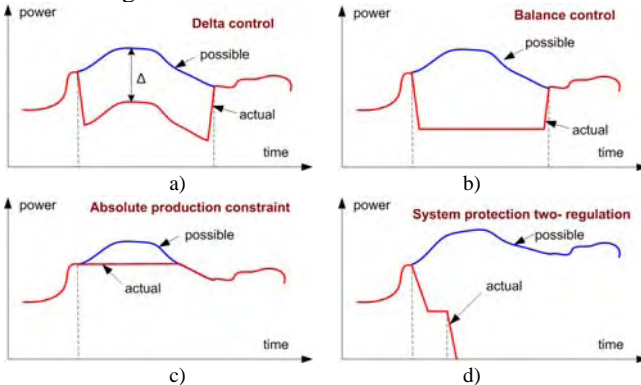 power
Delta control
possible
Δ
actual
time
a)
power
Balance control
possible
actual
time
b)
power
Absolute production constraint
possible
actual
time
c)
power
System protection two- regulation
possible
actual
time
d)